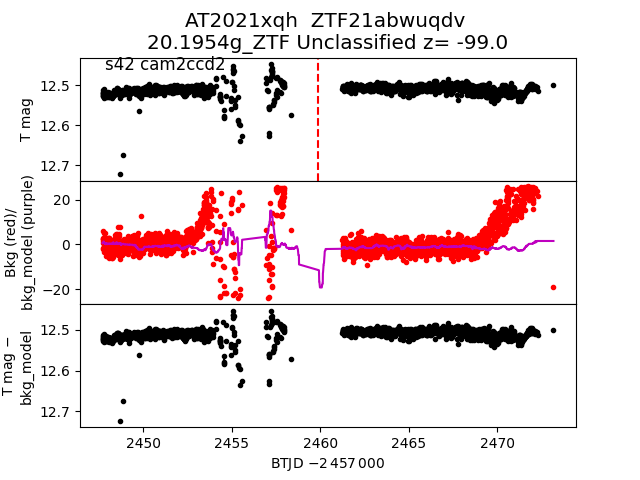 AT2021xqh  ZTF21abwuqdv
20.1954g_ZTF Unclassified z= -99.0
s42 cam2ccd2
12.5
12.6
12.7
T mag
20
0
−20
Bkg (red)/
bkg_model (purple)
12.5
12.6
12.7
T mag −
bkg_model
2450
2455
2460
2465
2470
BTJD −2 457 000